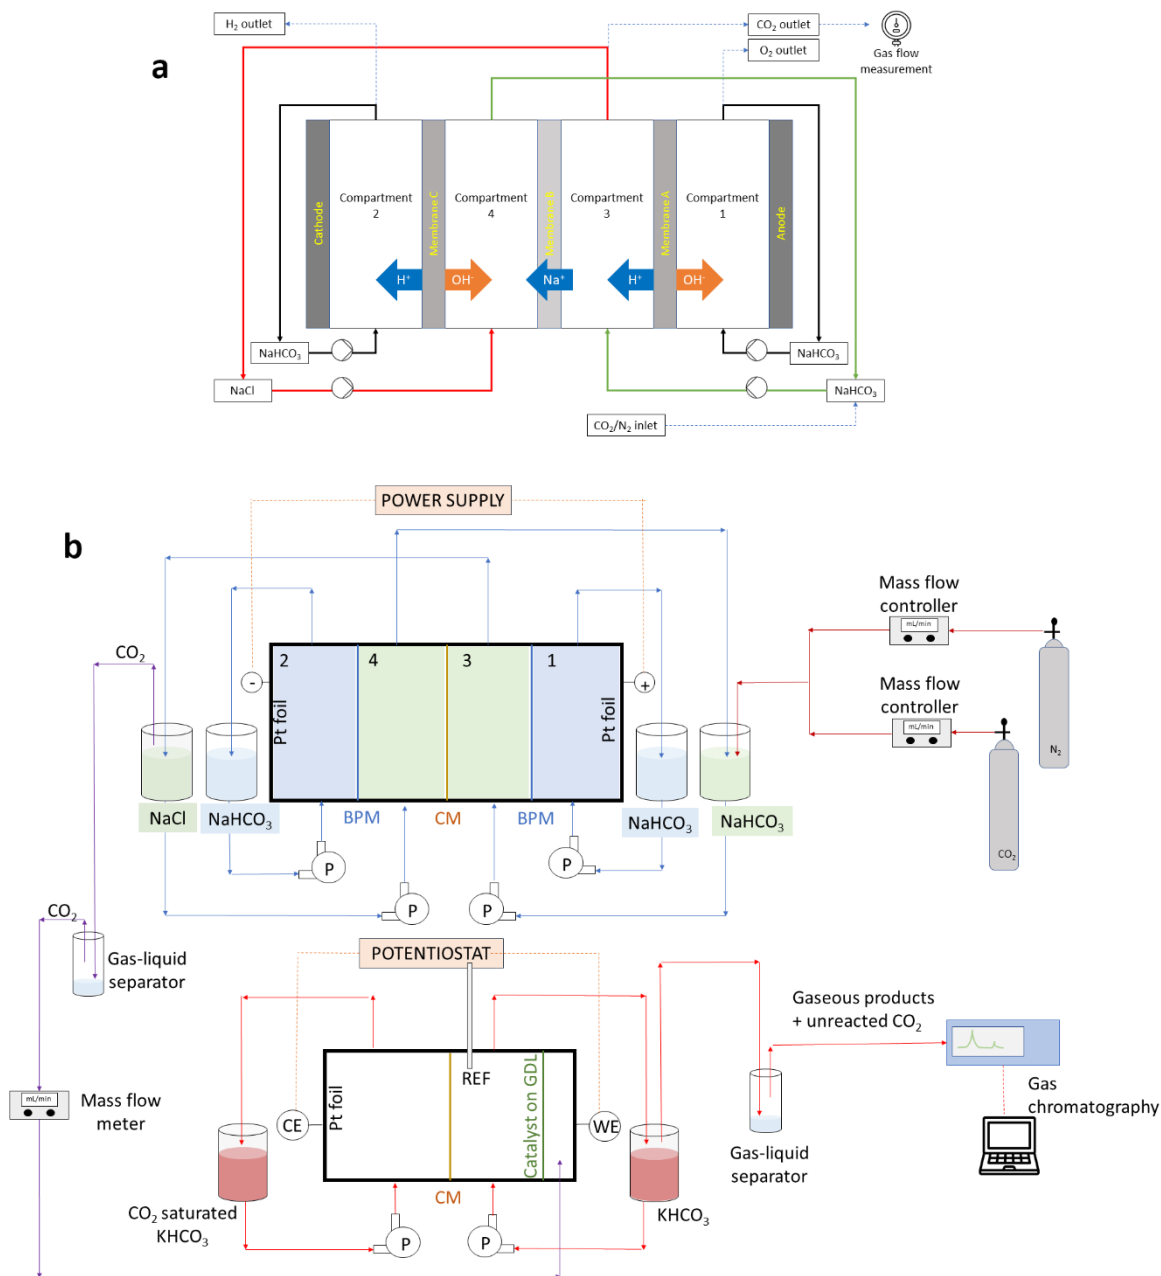 H₂ outlet
CO₂ outlet
O₂ outlet
Gas flow
measurement
a
Cathode
Compartment
2
Membrane C
Compartment
4
Membrane B
Compartment
3
Membrane A
Compartment
1
Anode
H⁺
OH⁻
Na⁺
H⁺
OH⁻
NaHCO₃
NaHCO₃
NaCl
NaHCO₃
CO₂/N₂ inlet
POWER SUPPLY
b
Mass flow
controller
mL/min
CO₂
2
4
3
1
-
+
Pt foil
Pt foil
Mass flow
controller
mL/min
N₂
CO₂
NaCl
NaHCO₃
BPM
CM
BPM
NaHCO₃
NaHCO₃
P
P
P
P
CO₂
Gas-liquid
separator
POTENTIOSTAT
Gaseous products
+ unreacted CO₂
REF
Pt foil
Catalyst on GDL
CE
WE
mL/min
Mass flow
meter
Gas
chromatography
Gas-liquid
separator
CM
CO₂ saturated
KHCO₃
KHCO₃
P
P